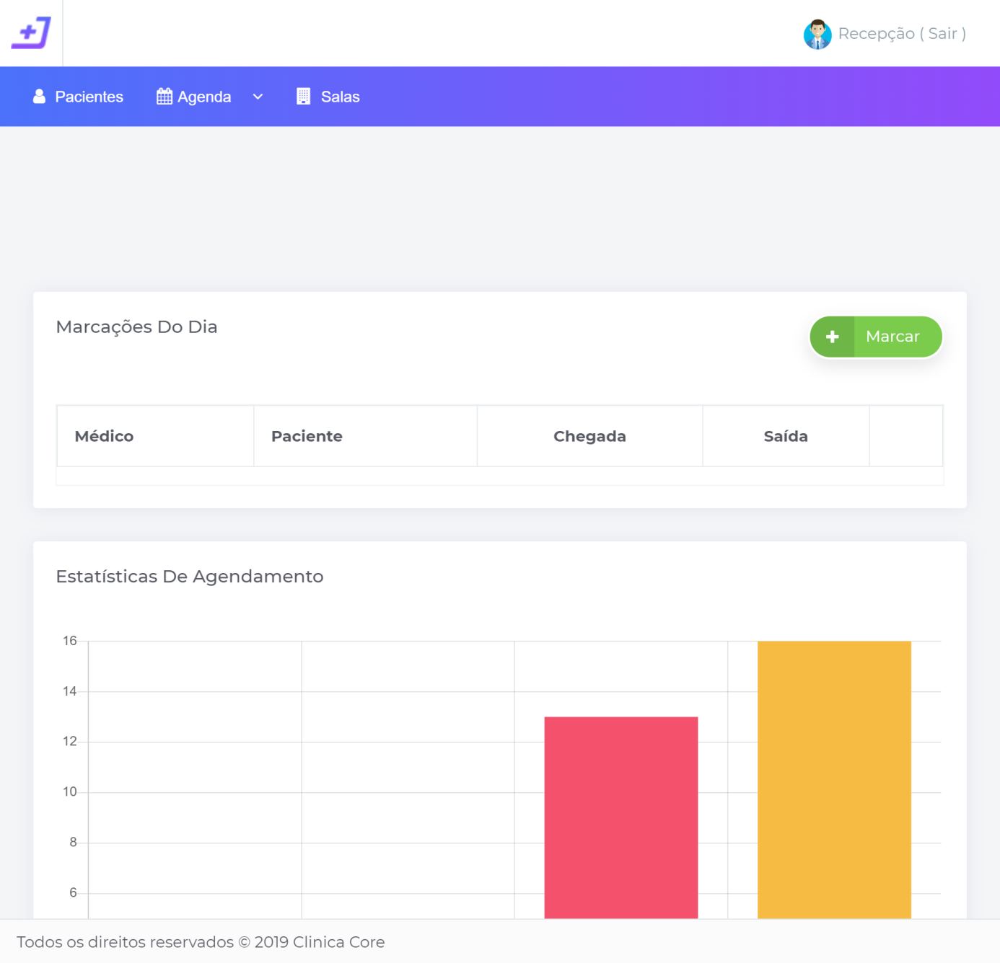 Recepção ( Sair )
Pacientes Agenda Salas
Marcações Do Dia
Marcar
Médico Paciente Chegada Saída
Estatísticas De Agendamento
16
14
12
10
8
6
Todos os direitos reservados © 2019 Clinica Core